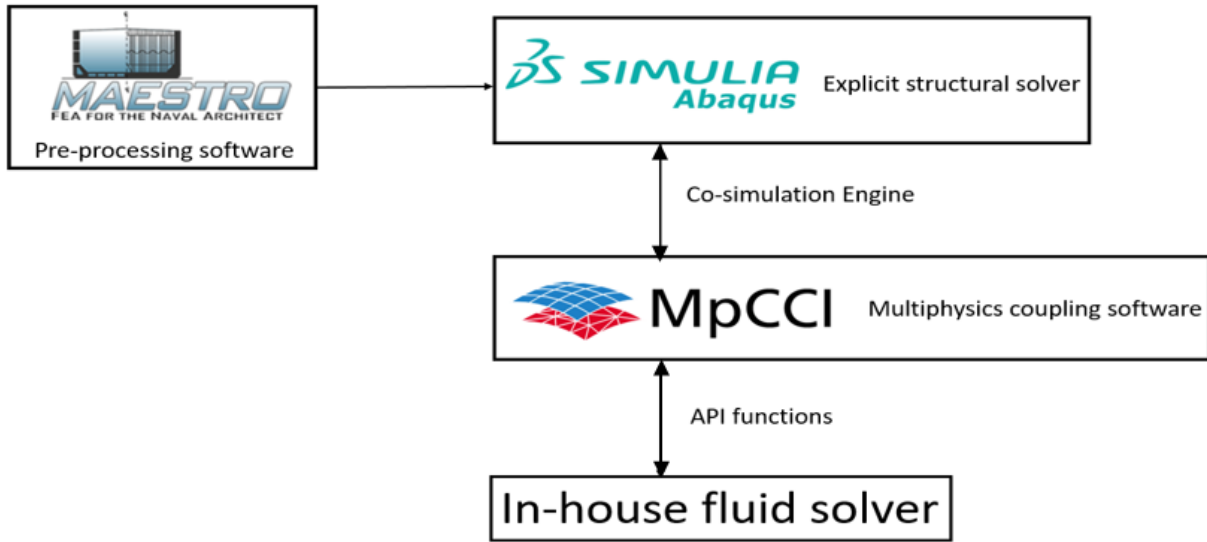 MAESTRO
FEA FOR THE NAVAL ARCHITECT
Pre-processing software
SIMULIA
Abaqus
Explicit structural solver
Co-simulation Engine
MpCCI
Multiphysics coupling software
API functions
In-house fluid solver